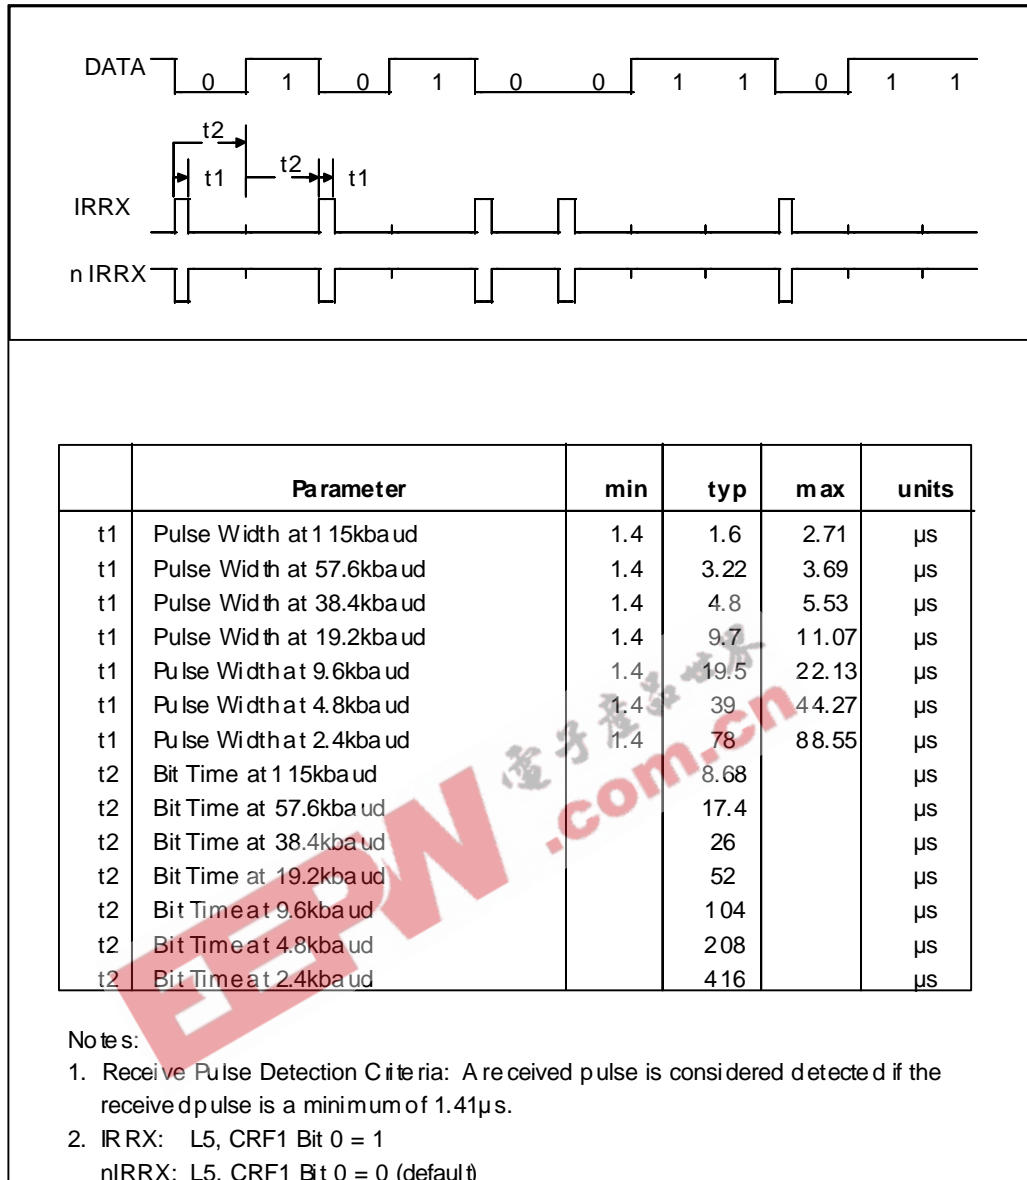 DATA 0 1 0 1 0 0 1 1 0 1 1
t2
t1 t2 t1
IRRX
nIRRX
Parameter min typ max units
t1 Pulse Width at 115kbaud 1.4 1.6 2.71 µs
t1 Pulse Width at 57.6kbaud 1.4 3.22 3.69 µs
t1 Pulse Width at 38.4kbaud 1.4 4.8 5.53 µs
t1 Pulse Width at 19.2kbaud 1.4 9.7 11.07 µs
t1 Pulse Width at 9.6kbaud 1.4 19.5 22.13 µs
t1 Pulse Width at 4.8kbaud 1.4 39 44.27 µs
t1 Pulse Width at 2.4kbaud 1.4 78 88.55 µs
t2 Bit Time at 115kbaud 8.68 µs
t2 Bit Time at 57.6kbaud 17.4 µs
t2 Bit Time at 38.4kbaud 26 µs
t2 Bit Time at 19.2kbaud 52 µs
t2 Bit Time at 9.6kbaud 104 µs
t2 Bit Time at 4.8kbaud 208 µs
t2 Bit Time at 2.4kbaud 416 µs
EEPW .com.cn
電子產品世界
Notes:
1. Receive Pulse Detection Criteria: A received pulse is considered detected if the
received pulse is a minimum of 1.41µs.
2. IRRX: L5, CRF1 Bit 0 = 1
nIRRX: L5, CRF1 Bit 0 = 0 (default)